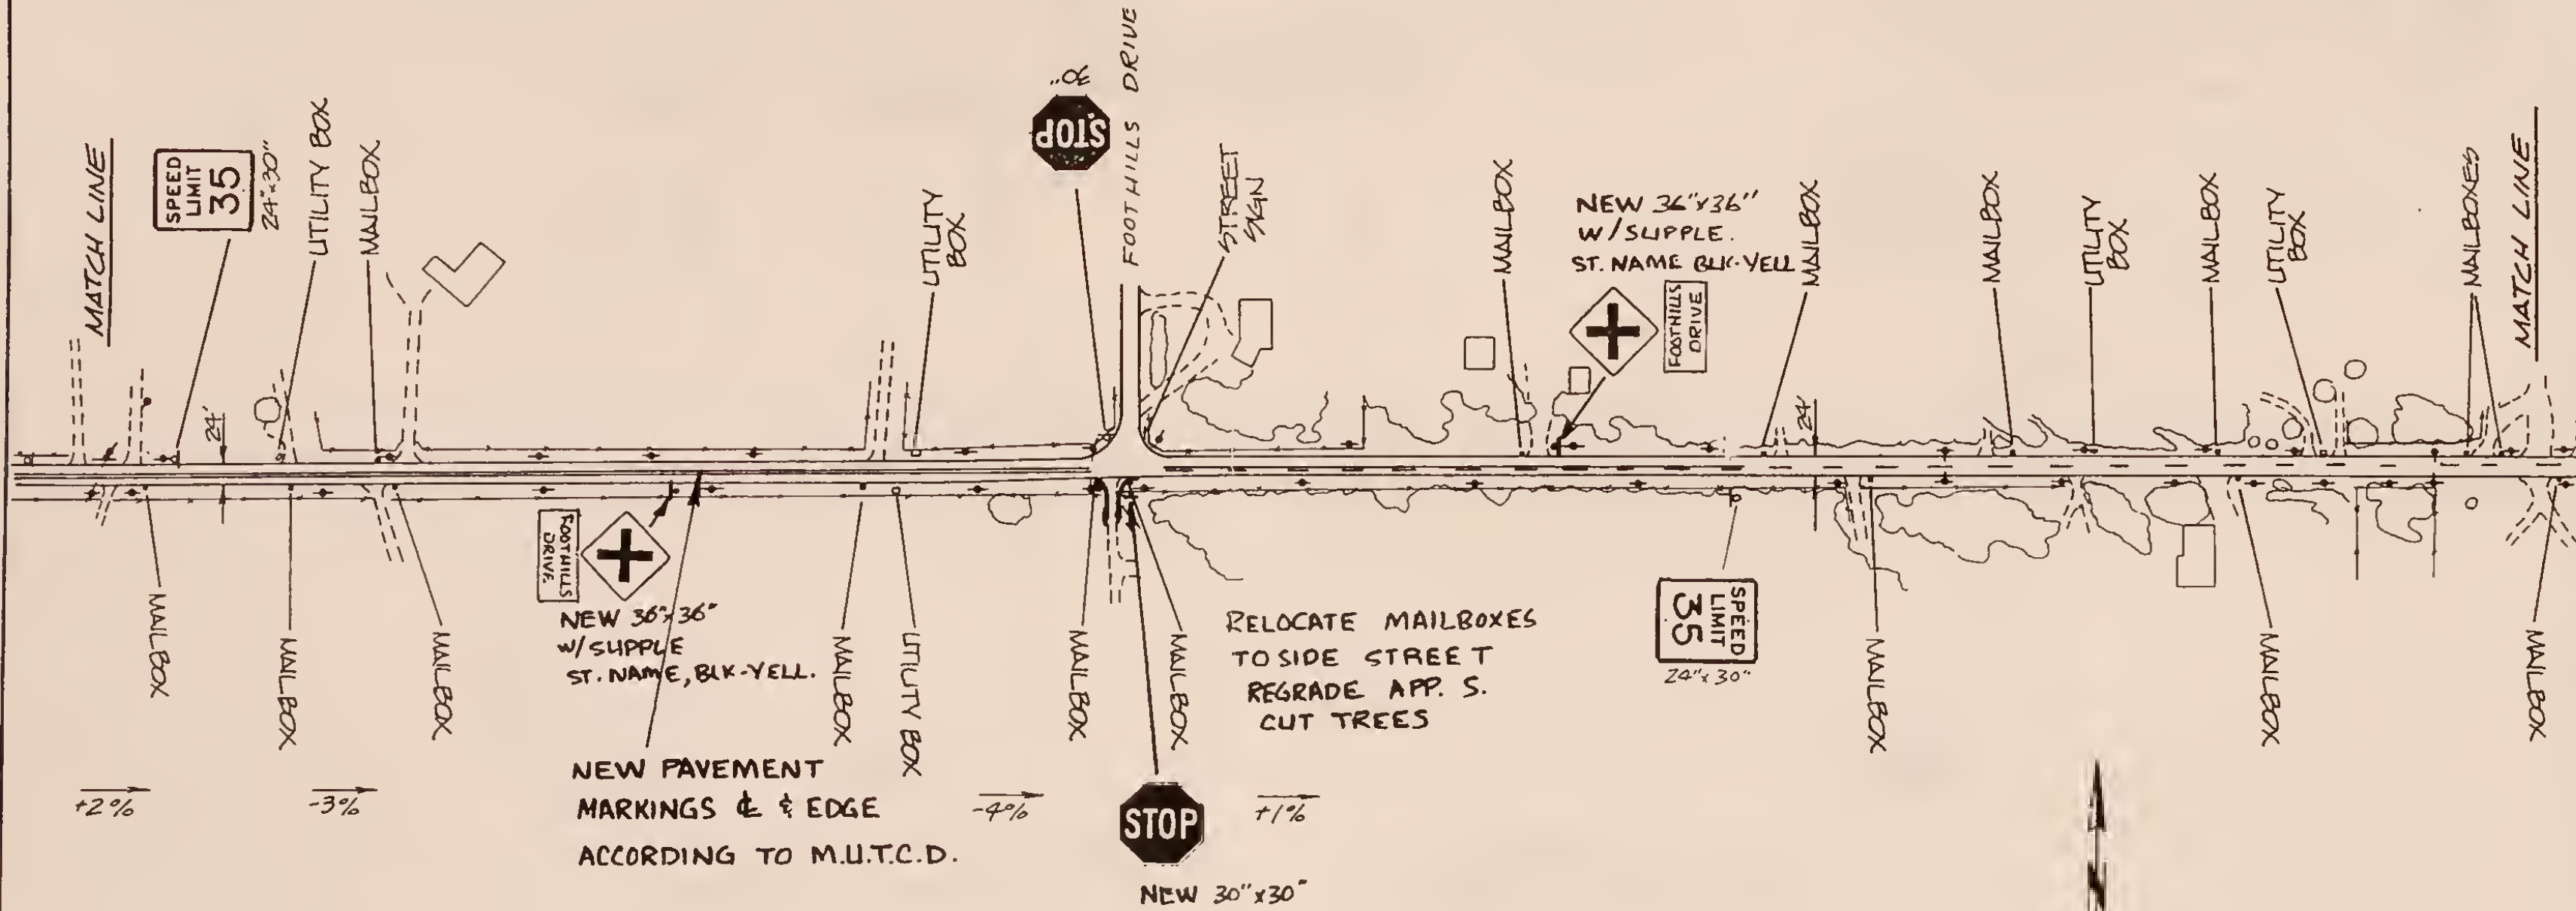 MATCH LINE
SPEED
LIMIT
35
24"x30"
UTILITY BOX
MAILBOX
UTILITY
BOX
STOP
FOOTHILLS DRIVE
STREET
SIGN
MAILBOX
NEW 36"x36"
W/SUPPLE.
ST. NAME BLK-YELL
FOOTHILLS
DRIVE
MAILBOX
MAILBOX
UTILITY
BOX
MAILBOX
UTILITY
BOX
MAILBOXES
MATCH LINE
24'
24'
MAILBOX
MAILBOX
MAILBOX
FOOTHILLS
DRIVE.
NEW 36"x36"
W/SUPPLE
ST. NAME, BLK-YELL.
MAILBOX
UTILITY BOX
MAILBOX
MAILBOX
RELOCATE MAILBOXES
TO SIDE STREET
REGRADE APP. S.
CUT TREES
SPEED
LIMIT
35
24"x30"
MAILBOX
MAILBOX
MAILBOX
NEW PAVEMENT
MARKINGS ℄ & EDGE
ACCORDING TO M.U.T.C.D.
+2%
-3%
-4%
+1%
STOP
NEW 30"x30"
N